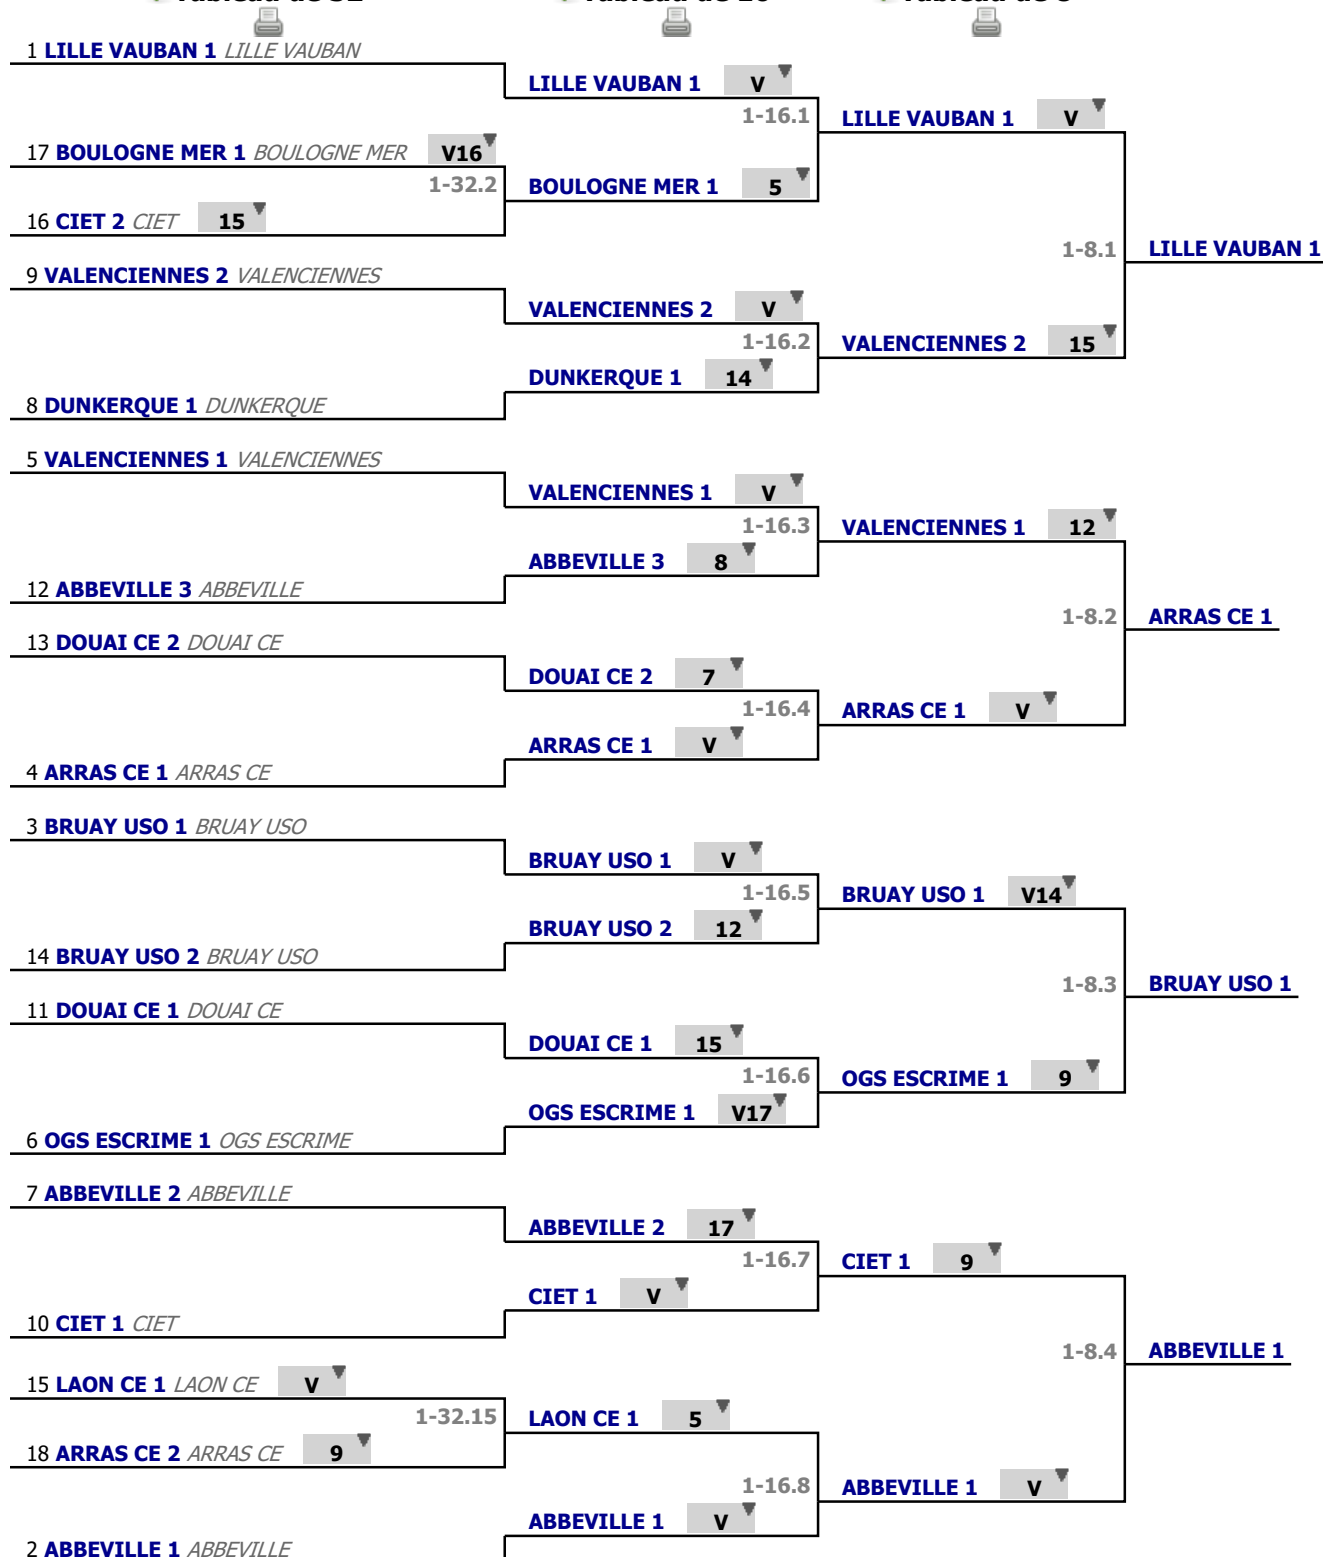 1 LILLE VAUBAN 1 LILLE VAUBAN
LILLE VAUBAN 1 V
1-16.1
LILLE VAUBAN 1 V
17 BOULOGNE MER 1 BOULOGNE MER V16
1-32.2
BOULOGNE MER 1 5
16 CIET 2 CIET 15
1-8.1
LILLE VAUBAN 1
9 VALENCIENNES 2 VALENCIENNES
VALENCIENNES 2 V
1-16.2
VALENCIENNES 2 15
DUNKERQUE 1 14
8 DUNKERQUE 1 DUNKERQUE
5 VALENCIENNES 1 VALENCIENNES
VALENCIENNES 1 V
1-16.3
VALENCIENNES 1 12
ABBEVILLE 3 8
12 ABBEVILLE 3 ABBEVILLE
1-8.2
ARRAS CE 1
13 DOUAI CE 2 DOUAI CE
DOUAI CE 2 7
1-16.4
ARRAS CE 1 V
ARRAS CE 1 V
4 ARRAS CE 1 ARRAS CE
3 BRUAY USO 1 BRUAY USO
BRUAY USO 1 V
1-16.5
BRUAY USO 1 V14
BRUAY USO 2 12
14 BRUAY USO 2 BRUAY USO
1-8.3
BRUAY USO 1
11 DOUAI CE 1 DOUAI CE
DOUAI CE 1 15
1-16.6
OGS ESCRIME 1 9
OGS ESCRIME 1 V17
6 OGS ESCRIME 1 OGS ESCRIME
7 ABBEVILLE 2 ABBEVILLE
ABBEVILLE 2 17
1-16.7
CIET 1 9
CIET 1 V
10 CIET 1 CIET
1-8.4
ABBEVILLE 1
15 LAON CE 1 LAON CE V
1-32.15
LAON CE 1 5
18 ARRAS CE 2 ARRAS CE 9
1-16.8
ABBEVILLE 1 V
ABBEVILLE 1 V
2 ABBEVILLE 1 ABBEVILLE